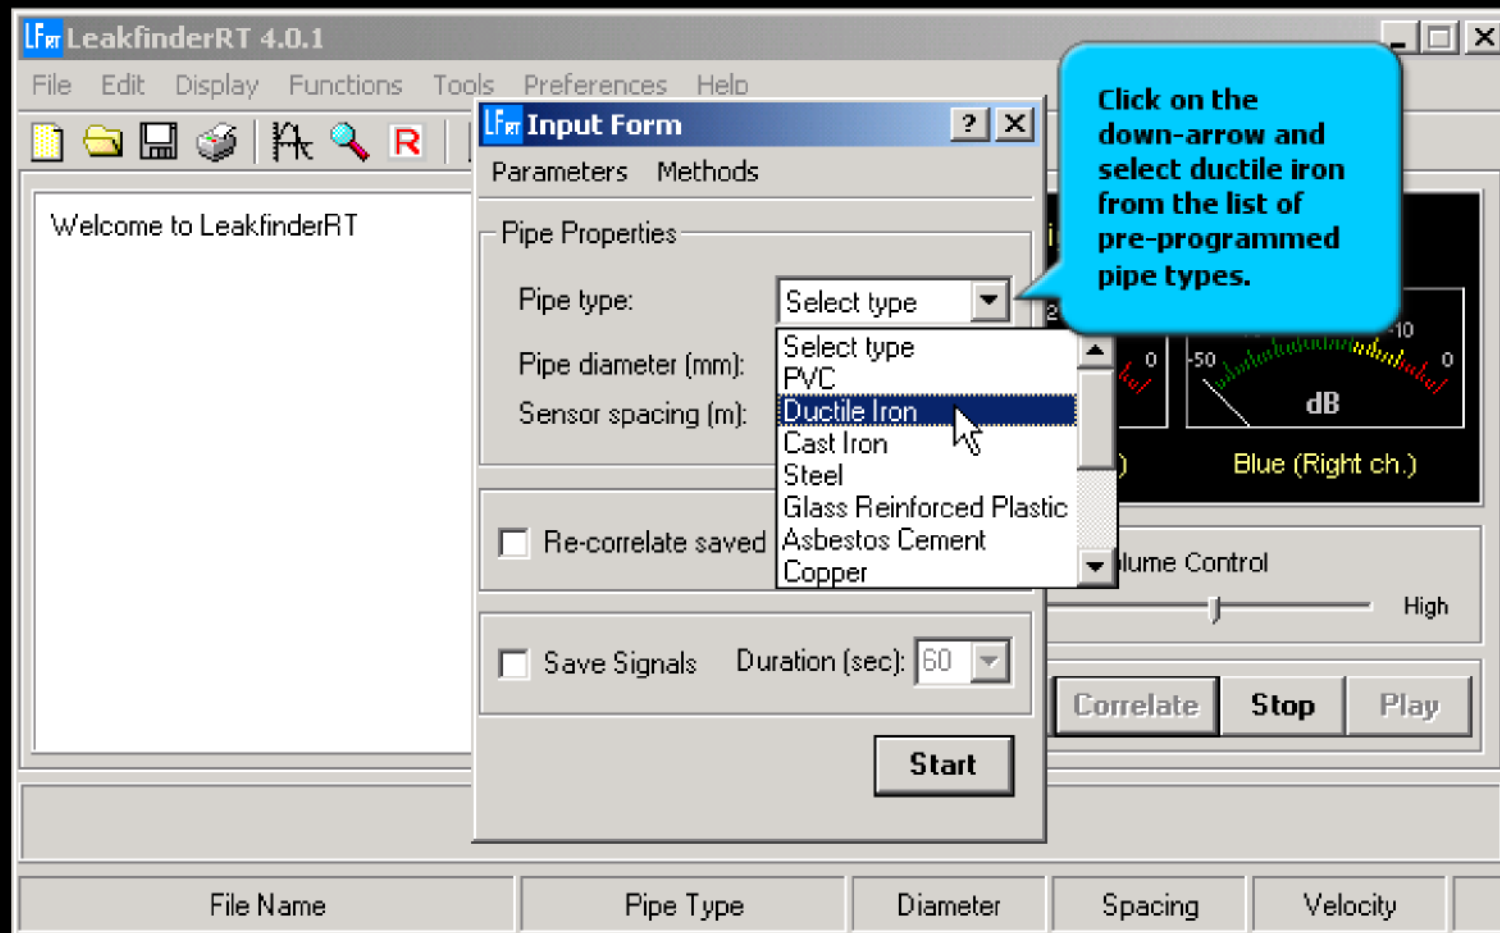 LFRT LeakfinderRT 4.0.1
File Edit Display Functions Tools Preferences Help
R
Welcome to LeakfinderRT
LFRT Input Form
Parameters Methods
Pipe Properties
Pipe type: Select type
Pipe diameter (mm):
Sensor spacing (m):
Select type
PVC
Ductile Iron
Cast Iron
Steel
Glass Reinforced Plastic
Asbestos Cement
Copper
Re-correlate saved
Save Signals Duration (sec): 60
Start
Click on the
down-arrow and
select ductile iron
from the list of
pre-programmed
pipe types.
0 -50 -10 0
dB
Blue (Right ch.)
Control
High
Correlate Stop Play
File Name Pipe Type Diameter Spacing Velocity